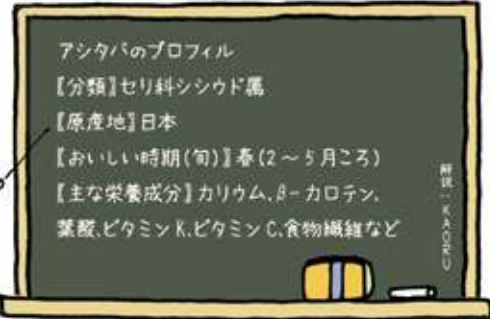 アシタバのプロフィル
【分類】セリ科シシウド属
【原産地】日本
【おいしい時期(旬)】春(2〜5月ころ)
【主な栄養成分】カリウム、β-カロテン、
葉酸、ビタミンK、ビタミンC、食物繊維など
解説:KAORU